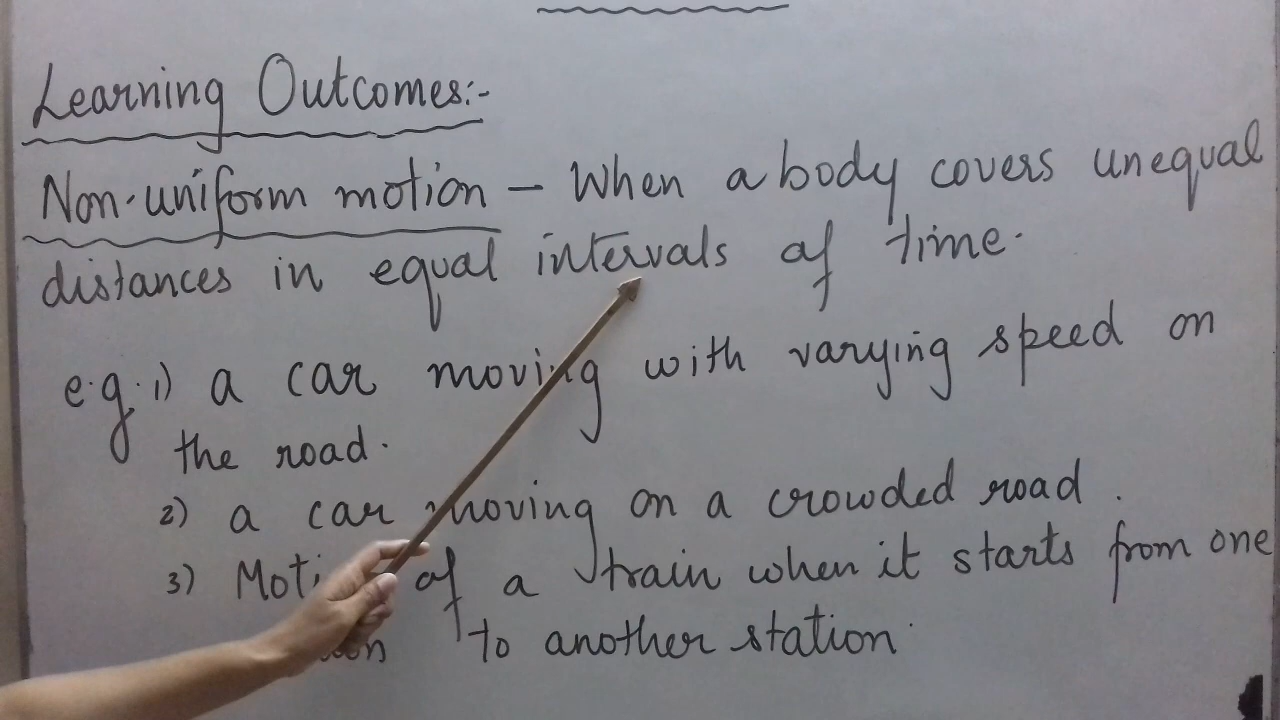 Learning Outcomes:-
Non-uniform motion – When a body covers unequal
distances in equal intervals of time.
e.g. 1) a car moving with varying speed on
the road.
2) a car moving on a crowded road.
3) Motion of a train when it starts from one
to another station.